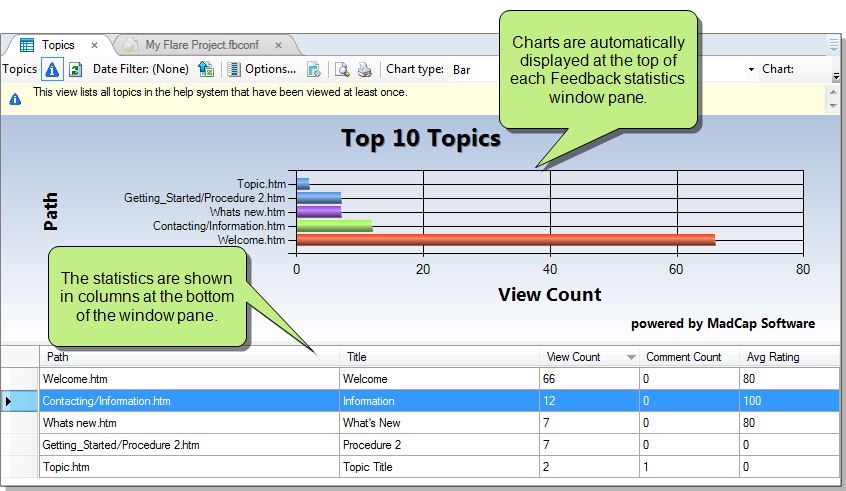 Topics
My Flare Project.fbconf
Topics Date Filter: (None) Options... Chart type: Bar Chart:
This view lists all topics in the help system that have been viewed at least once.
Charts are automatically
displayed at the top of
each Feedback statistics
window pane.
Top 10 Topics
Path
Topic.htm
Getting_Started/Procedure 2.htm
Whats new.htm
Contacting/Information.htm
Welcome.htm
0 20 40 60 80
View Count
The statistics are shown
in columns at the bottom
of the window pane.
powered by MadCap Software
Path Title View Count Comment Count Avg Rating
Welcome.htm Welcome 66 0 80
Contacting/Information.htm Information 12 0 100
Whats new.htm What's New 7 0 80
Getting_Started/Procedure 2.htm Procedure 2 7 0 0
Topic.htm Topic Title 2 1 0